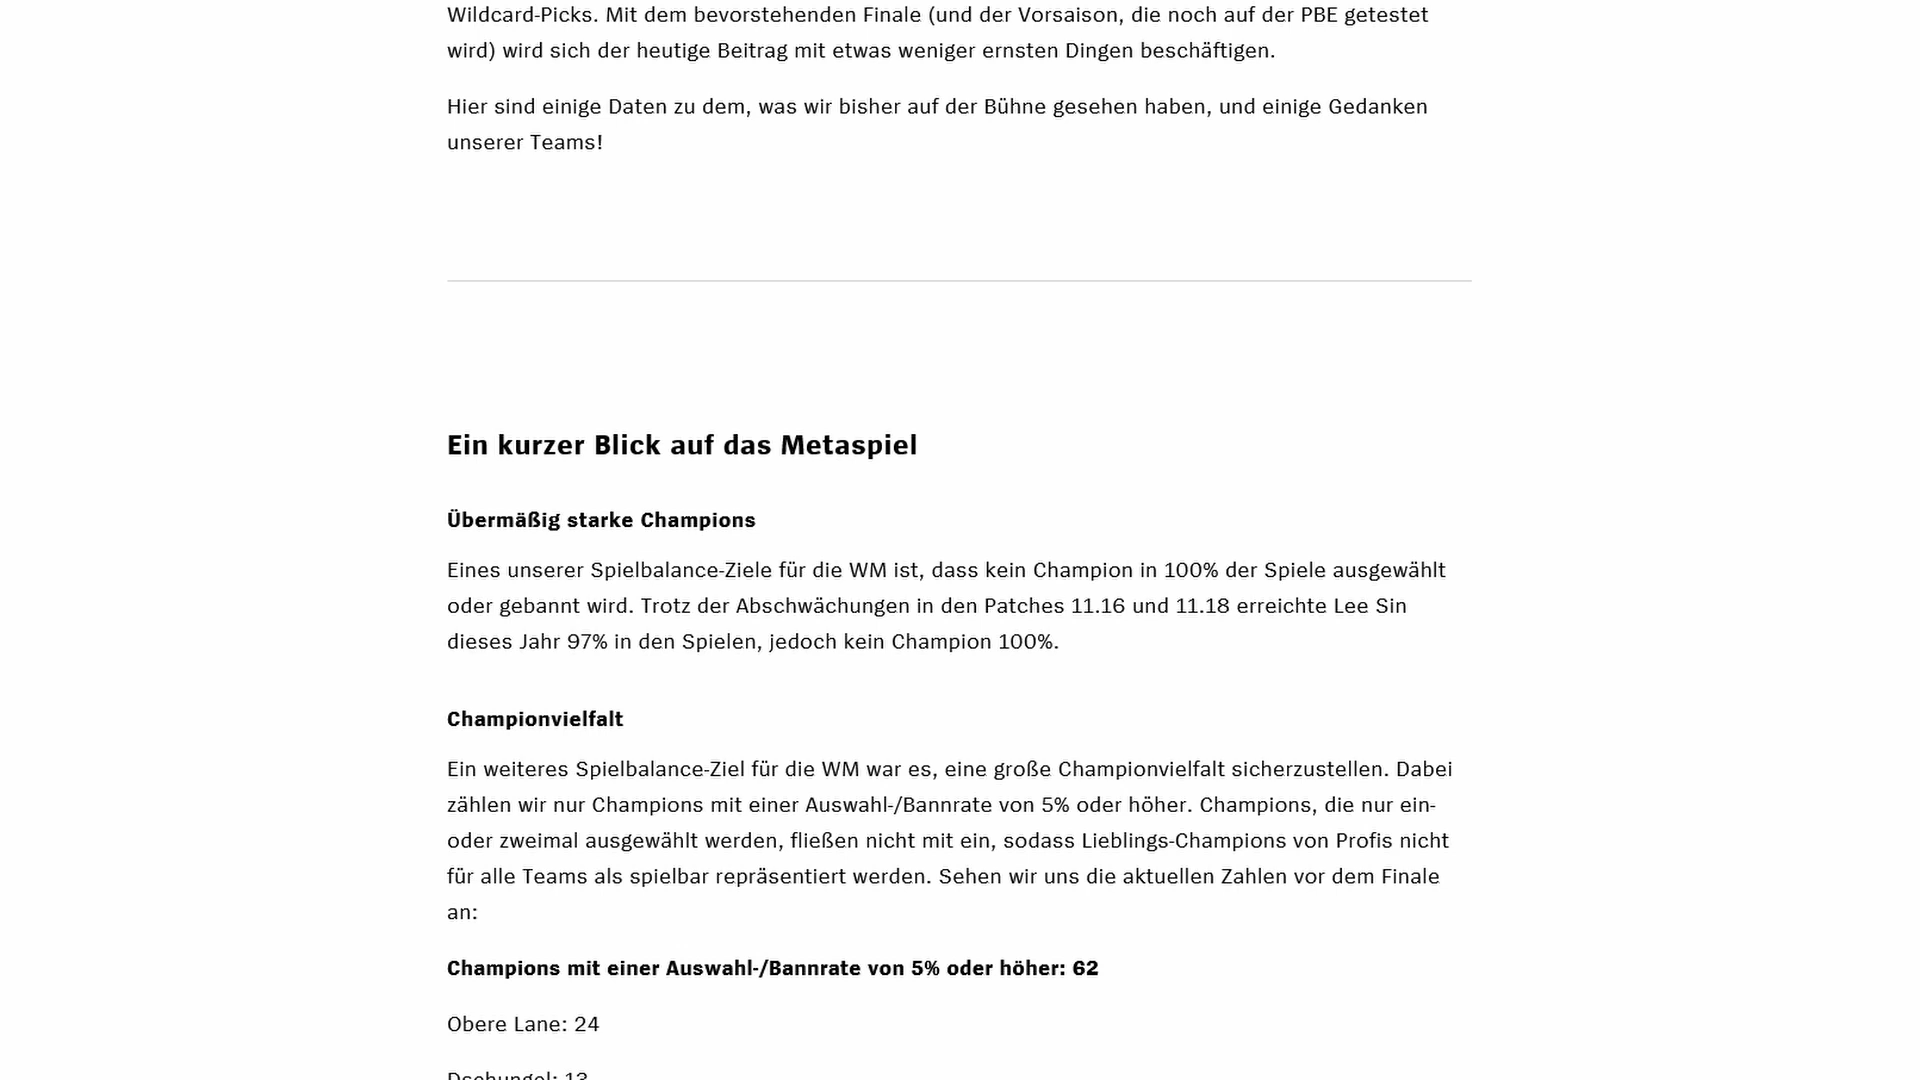 Wildcard-Picks. Mit dem bevorstehenden Finale (und der Vorsaison, die noch auf der PBE getestet
wird) wird sich der heutige Beitrag mit etwas weniger ernsten Dingen beschäftigen.
Hier sind einige Daten zu dem, was wir bisher auf der Bühne gesehen haben, und einige Gedanken
unserer Teams!
Ein kurzer Blick auf das Metaspiel
Übermäßig starke Champions
Eines unserer Spielbalance-Ziele für die WM ist, dass kein Champion in 100% der Spiele ausgewählt
oder gebannt wird. Trotz der Abschwächungen in den Patches 11.16 und 11.18 erreichte Lee Sin
dieses Jahr 97% in den Spielen, jedoch kein Champion 100%.
Championvielfalt
Ein weiteres Spielbalance-Ziel für die WM war es, eine große Championvielfalt sicherzustellen. Dabei
zählen wir nur Champions mit einer Auswahl-/Bannrate von 5% oder höher. Champions, die nur ein-
oder zweimal ausgewählt werden, fließen nicht mit ein, sodass Lieblings-Champions von Profis nicht
für alle Teams als spielbar repräsentiert werden. Sehen wir uns die aktuellen Zahlen vor dem Finale
an:
Champions mit einer Auswahl-/Bannrate von 5% oder höher: 62
Obere Lane: 24
Dschungel: 13